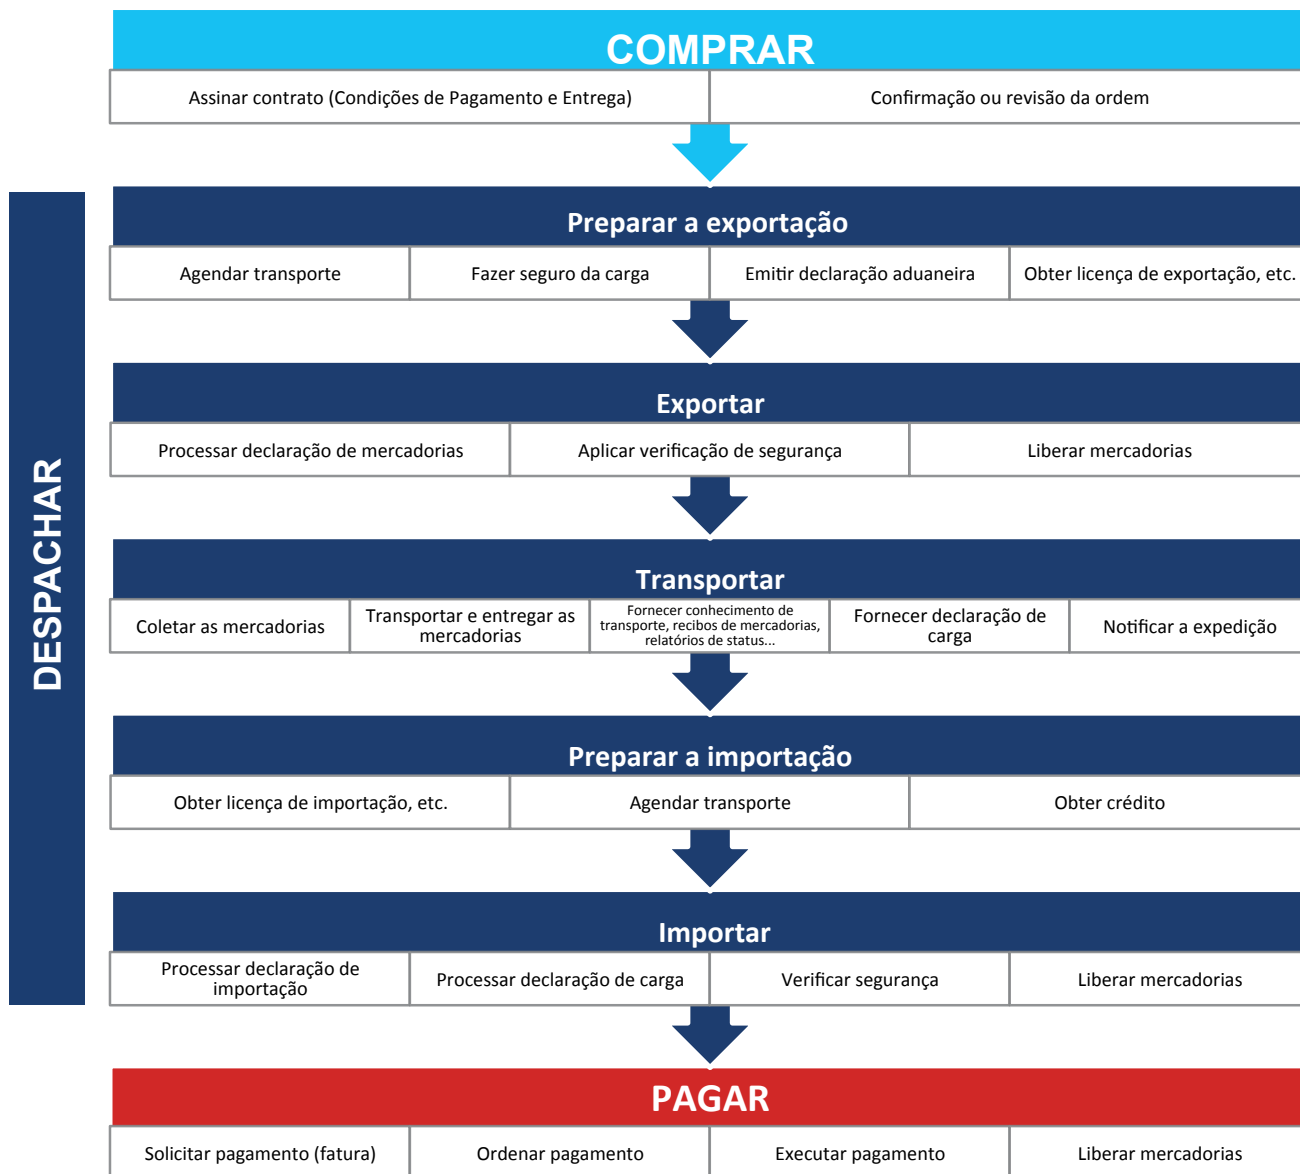 COMPRAR
Assinar contrato (Condições de Pagamento e Entrega)
Confirmação ou revisão da ordem
DESPACHAR
Preparar a exportação
Agendar transporte
Fazer seguro da carga
Emitir declaração aduaneira
Obter licença de exportação, etc.
Exportar
Processar declaração de mercadorias
Aplicar verificação de segurança
Liberar mercadorias
Transportar
Coletar as mercadorias
Transportar e entregar as
mercadorias
Fornecer conhecimento de
transporte, recibos de mercadorias,
relatórios de status...
Fornecer declaração de
carga
Notificar a expedição
Preparar a importação
Obter licença de importação, etc.
Agendar transporte
Obter crédito
Importar
Processar declaração de
importação
Processar declaração de carga
Verificar segurança
Liberar mercadorias
PAGAR
Solicitar pagamento (fatura)
Ordenar pagamento
Executar pagamento
Liberar mercadorias